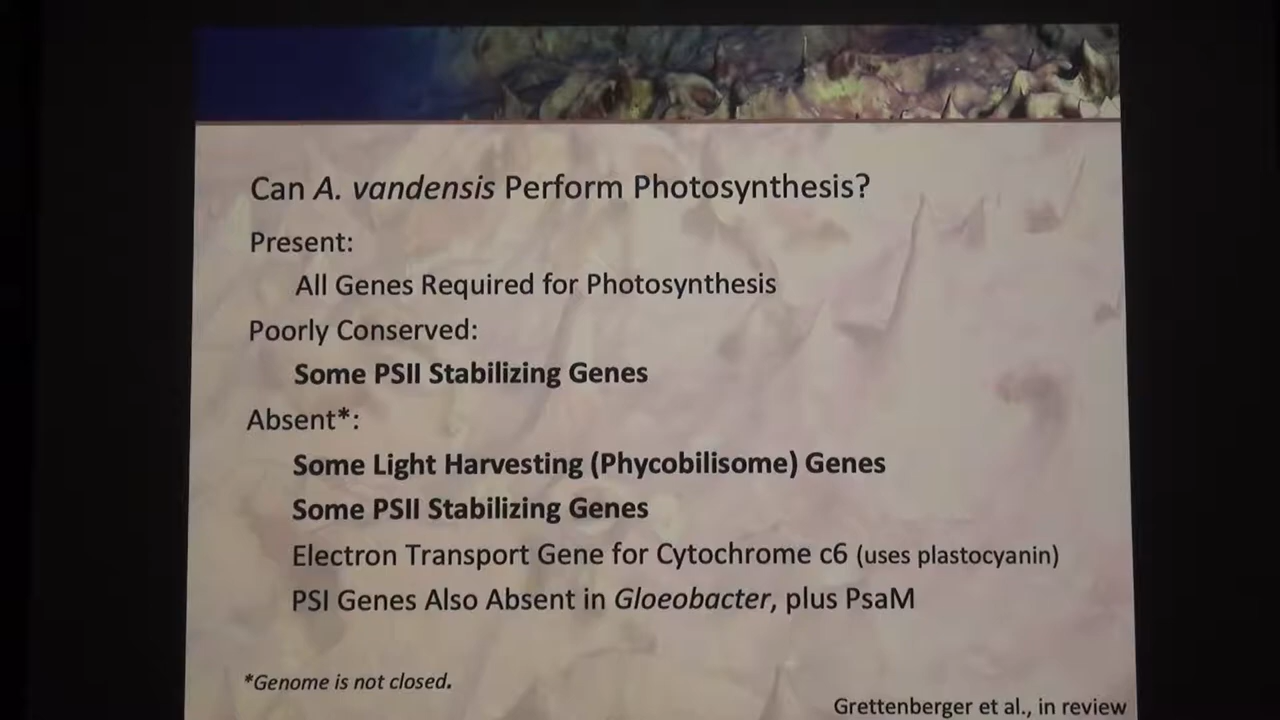 Can A. vandensis Perform Photosynthesis?
Present:
All Genes Required for Photosynthesis
Poorly Conserved:
Some PSII Stabilizing Genes
Absent*:
Some Light Harvesting (Phycobilisome) Genes
Some PSII Stabilizing Genes
Electron Transport Gene for Cytochrome c6 (uses plastocyanin)
PSI Genes Also Absent in Gloeobacter, plus PsaM
*Genome is not closed.
Grettenberger et al., in review